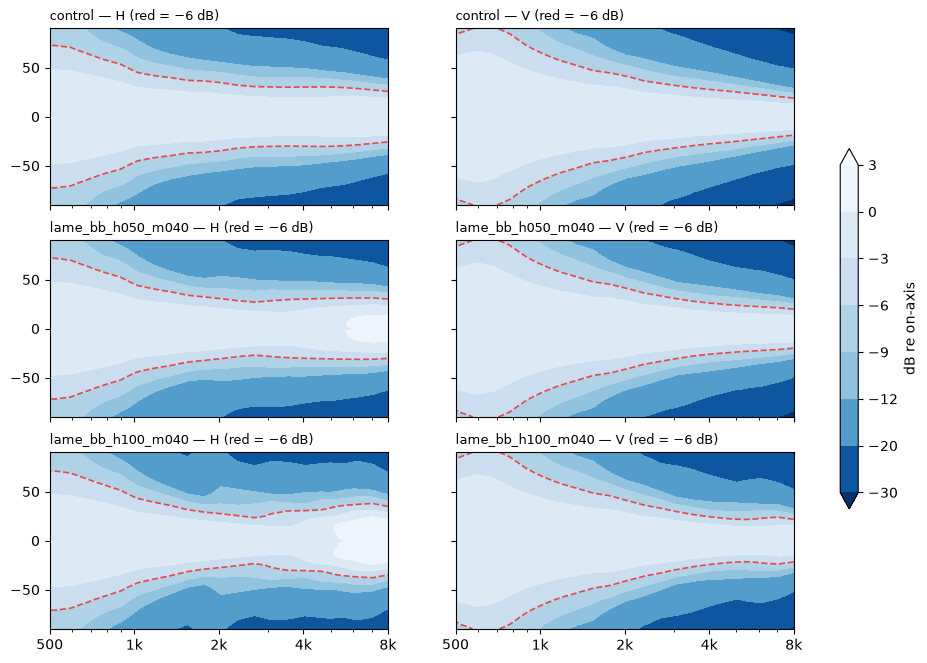 control — H (red = −6 dB)
control — V (red = −6 dB)
50
0
−50
lame_bb_h050_m040 — H (red = −6 dB)
lame_bb_h050_m040 — V (red = −6 dB)
50
0
−50
lame_bb_h100_m040 — H (red = −6 dB)
lame_bb_h100_m040 — V (red = −6 dB)
50
0
−50
500
1k
2k
4k
8k
500
1k
2k
4k
8k
3
0
−3
−6
−9
−12
−20
−30
dB re on-axis